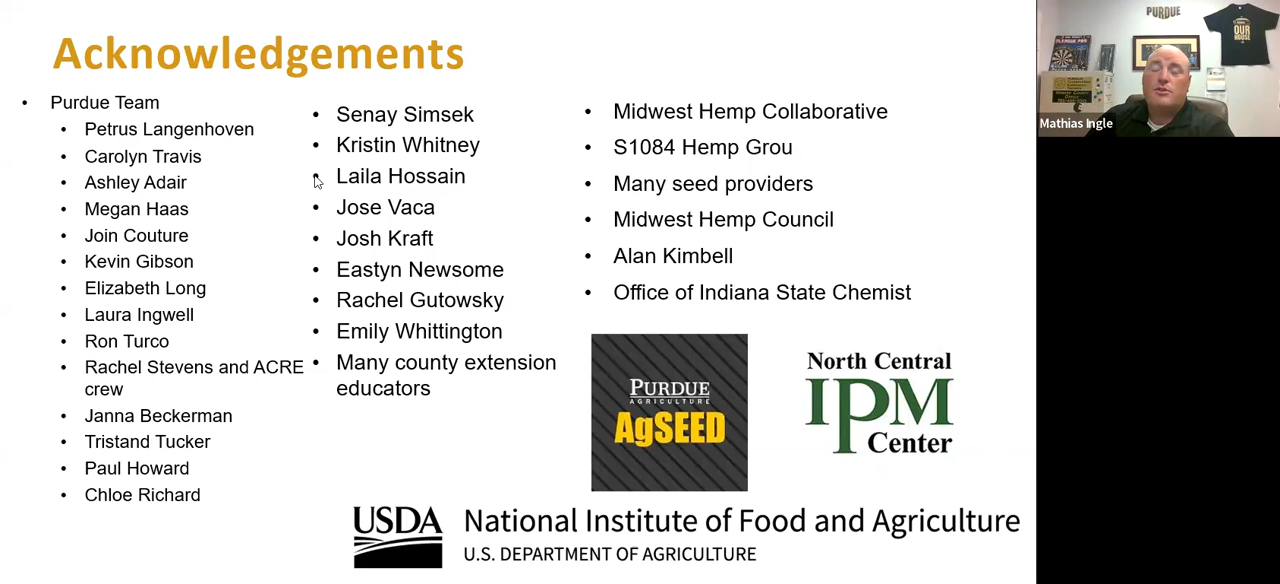 Acknowledgements
Purdue Team
Petrus Langenhoven
Carolyn Travis
Ashley Adair
Megan Haas
Join Couture
Kevin Gibson
Elizabeth Long
Laura Ingwell
Ron Turco
Rachel Stevens and ACRE
crew
Janna Beckerman
Tristand Tucker
Paul Howard
Chloe Richard
Senay Simsek
Kristin Whitney
Laila Hossain
Jose Vaca
Josh Kraft
Eastyn Newsome
Rachel Gutowsky
Emily Whittington
Many county extension
educators
Midwest Hemp Collaborative
S1084 Hemp Grou
Many seed providers
Midwest Hemp Council
Alan Kimbell
Office of Indiana State Chemist
PURDUE
AGRICULTURE
AgSEED
North Central
IPM
Center
USDA
National Institute of Food and Agriculture
U.S. DEPARTMENT OF AGRICULTURE
PURDUE
OUR
HOUSE
Mathias Ingle